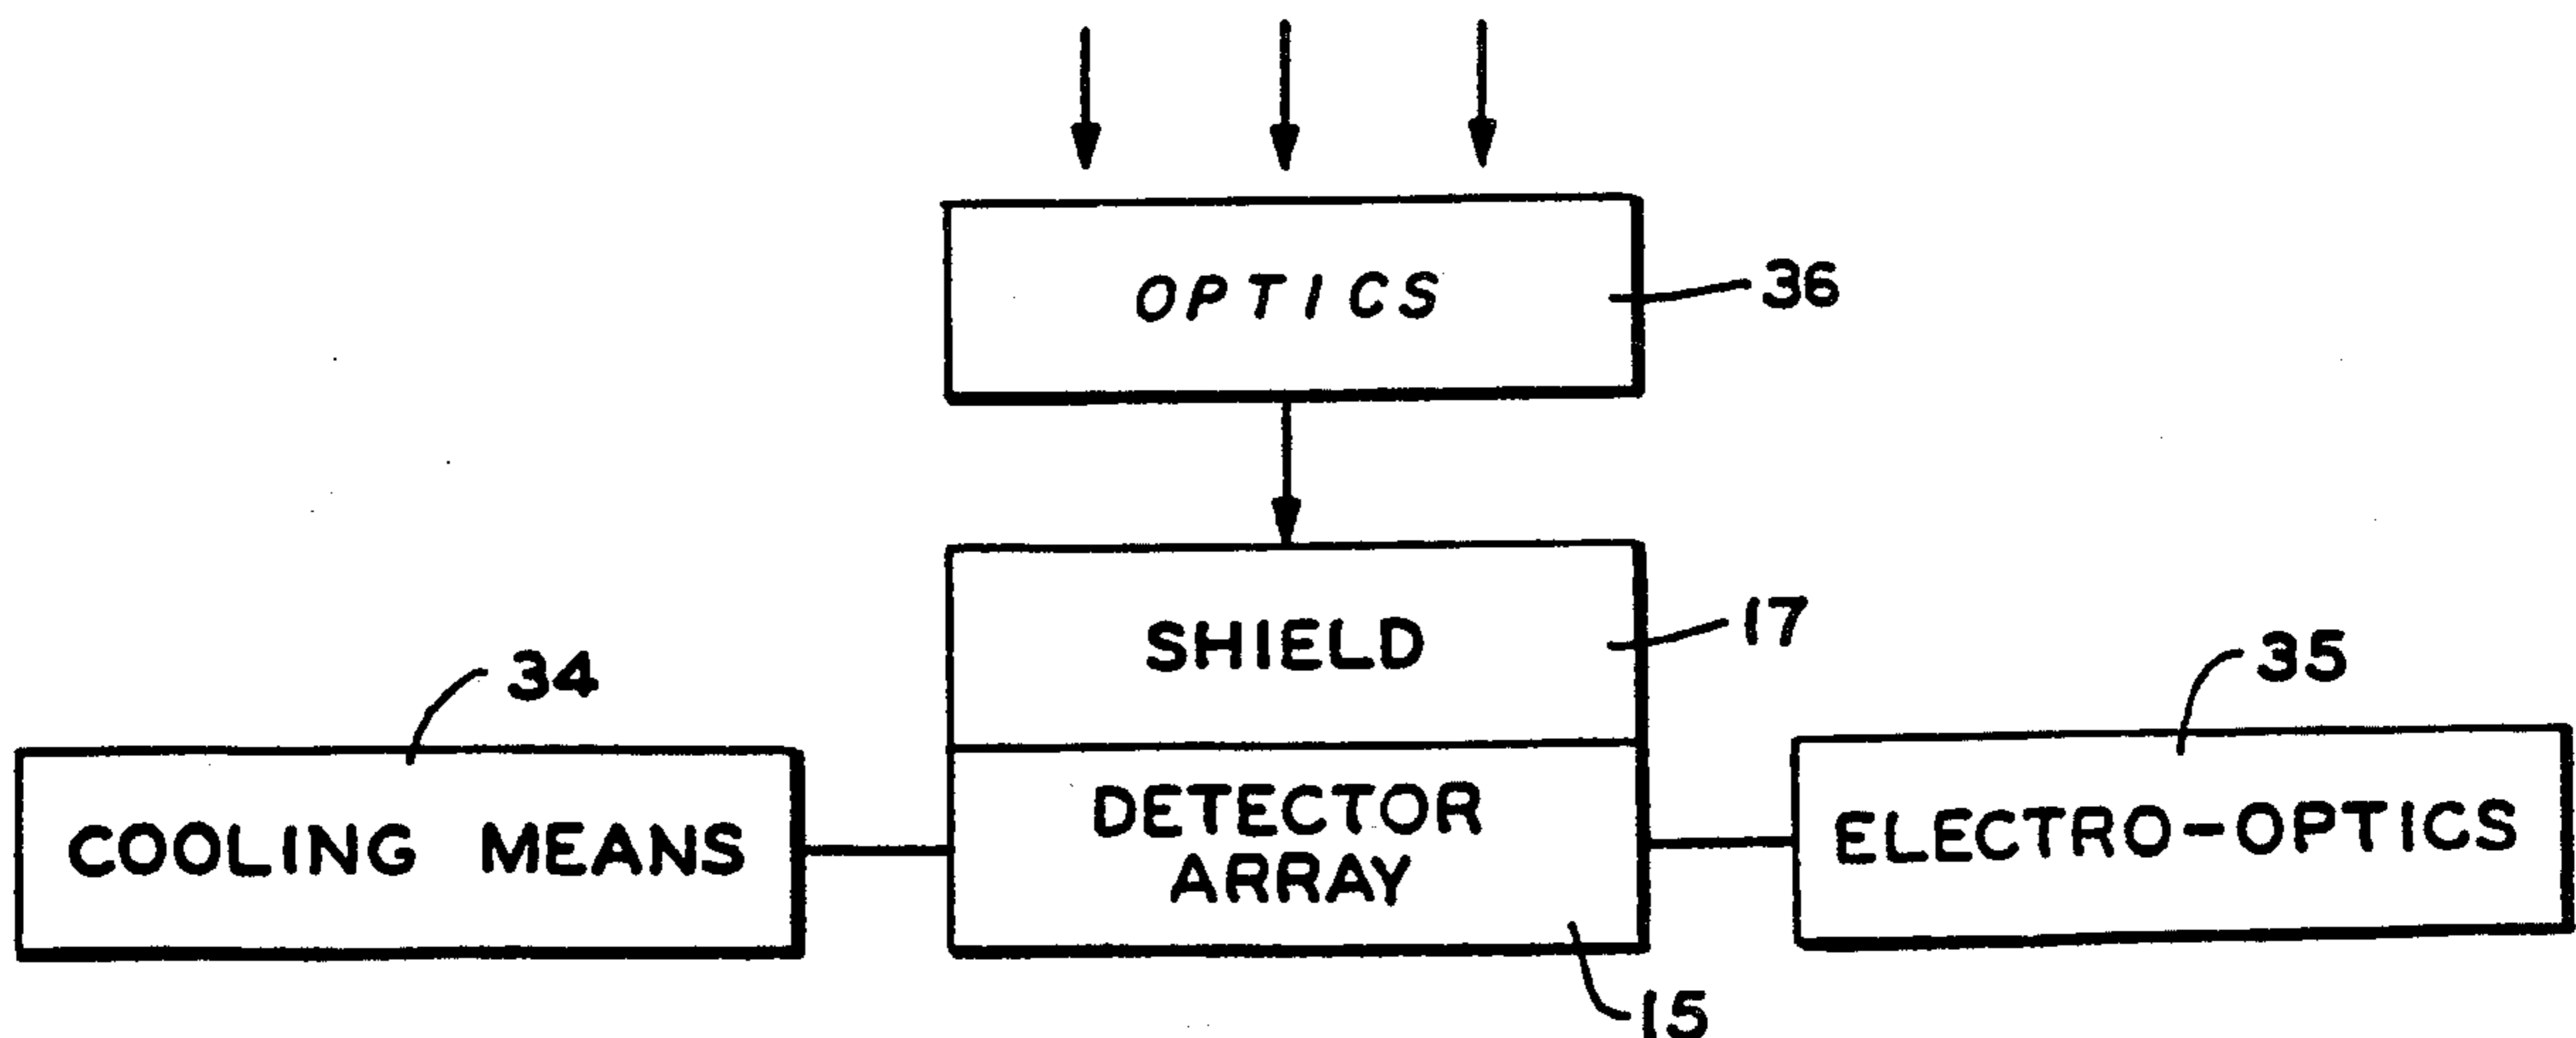 OPTICS
36
SHIELD
17
34
35
COOLING MEANS
DETECTOR
ARRAY
ELECTRO-OPTICS
15